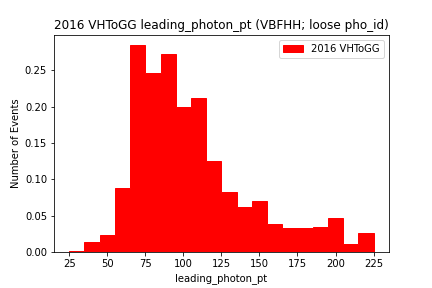 2016 VHToGG leading_photon_pt (VBFHH; loose pho_id)
2016 VHToGG
Number of Events
0.25
0.20
0.15
0.10
0.05
0.00
25 50 75 100 125 150 175 200 225
leading_photon_pt